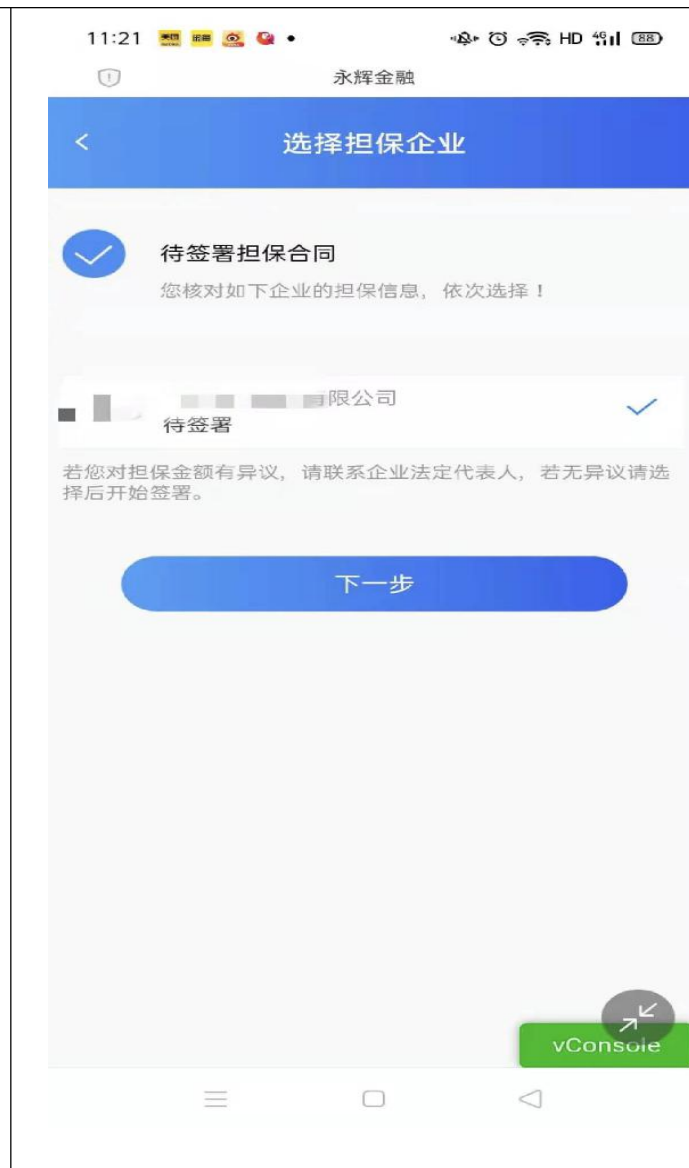 11:21
HD 4G 88
永辉金融
选择担保企业
待签署担保合同
您核对如下企业的担保信息，依次选择！
有限公司
待签署
若您对担保金额有异议，请联系企业法定代表人，若无异议请选
择后开始签署。
下一步
vConsole